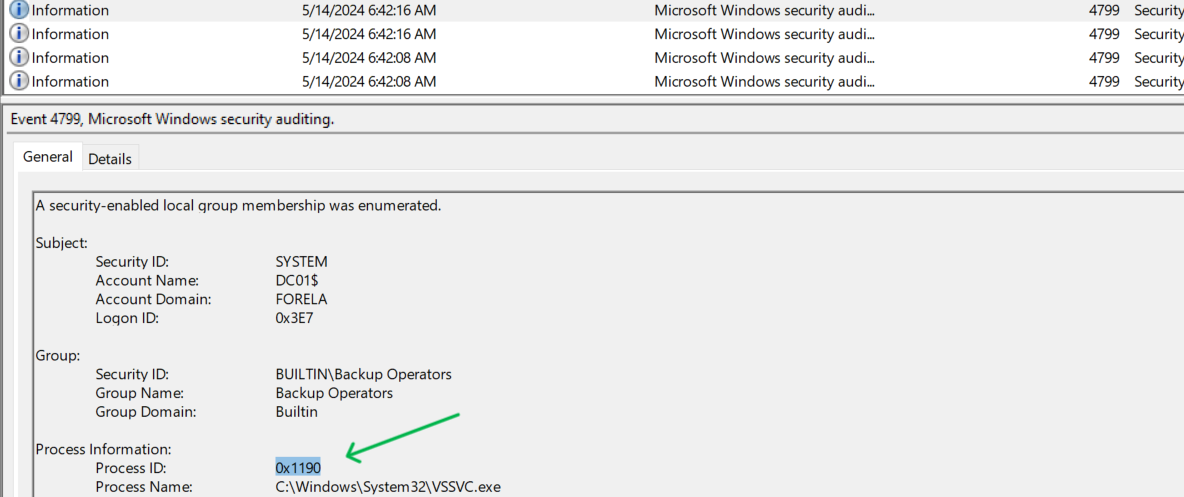 Information 5/14/2024 6:42:16 AM Microsoft Windows security audi... 4799 Security
Information 5/14/2024 6:42:16 AM Microsoft Windows security audi... 4799 Security
Information 5/14/2024 6:42:08 AM Microsoft Windows security audi... 4799 Security
Information 5/14/2024 6:42:08 AM Microsoft Windows security audi... 4799 Security
Event 4799, Microsoft Windows security auditing.
General Details
A security-enabled local group membership was enumerated.
Subject:
Security ID: SYSTEM
Account Name: DC01$
Account Domain: FORELA
Logon ID: 0x3E7
Group:
Security ID: BUILTIN\Backup Operators
Group Name: Backup Operators
Group Domain: Builtin
Process Information:
Process ID: 0x1190
Process Name: C:\Windows\System32\VSSVC.exe